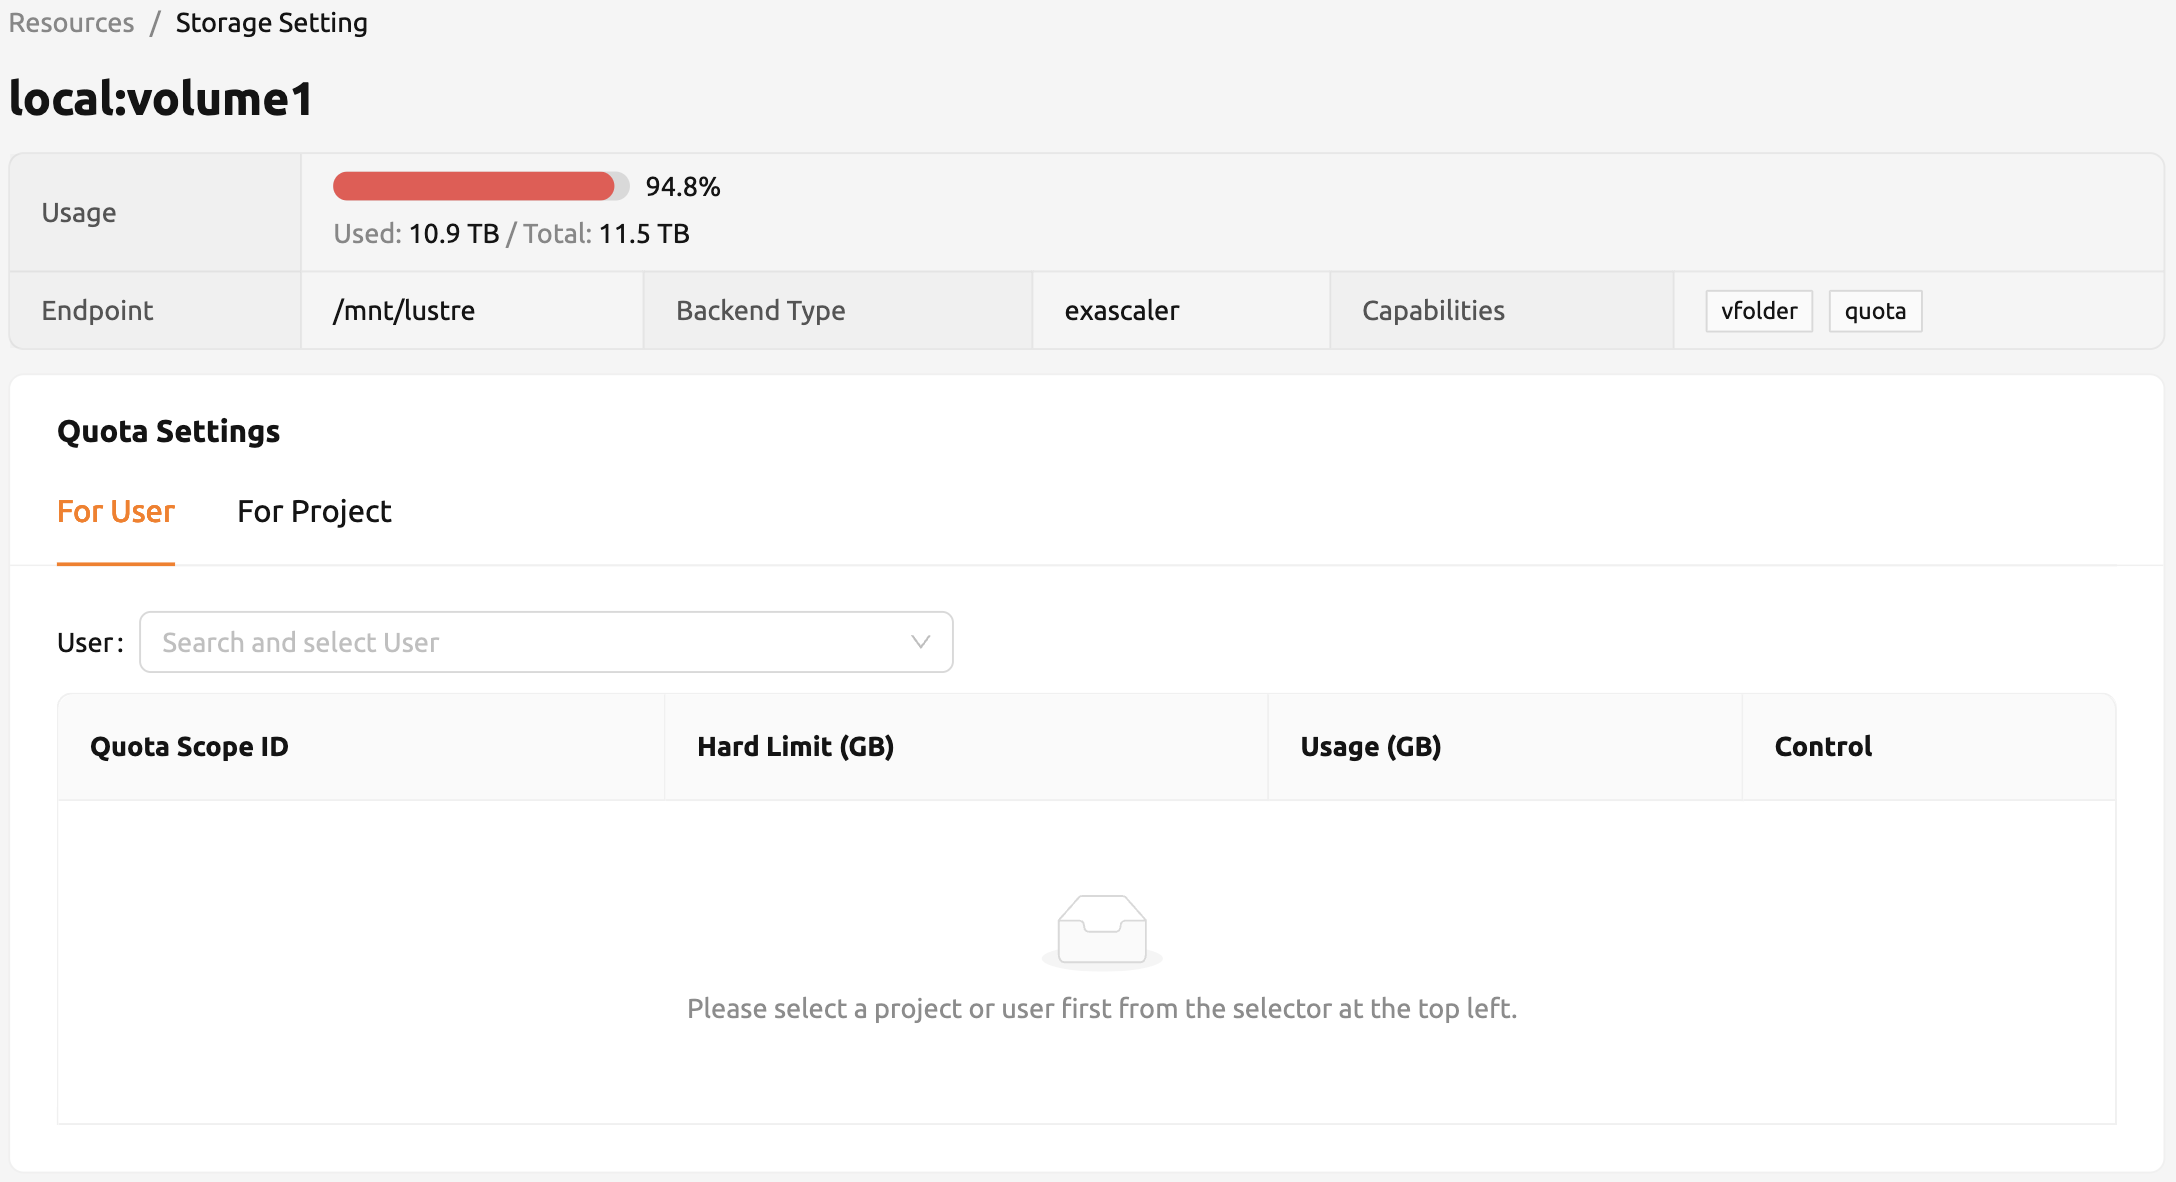 Resources / Storage Setting
local:volume1
Usage
94.8%
Used: 10.9 TB / Total: 11.5 TB
Endpoint /mnt/lustre Backend Type exascaler Capabilities vfolder quota
Quota Settings
For User For Project
User: Search and select User
Quota Scope ID Hard Limit (GB) Usage (GB) Control
Please select a project or user first from the selector at the top left.